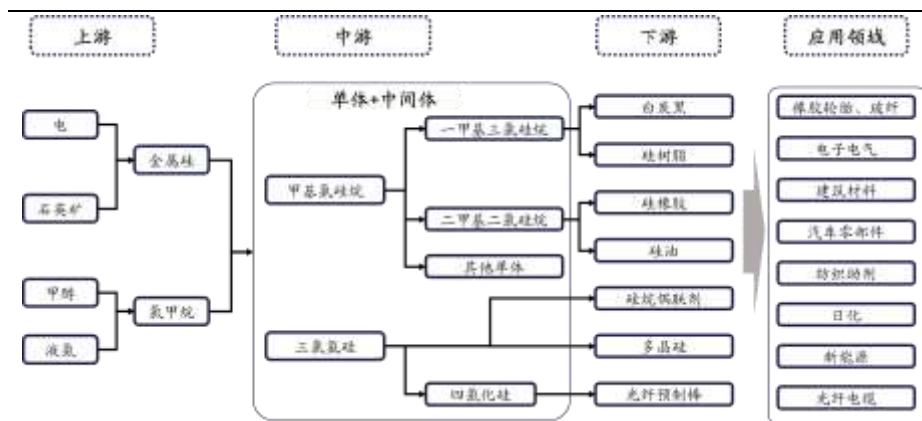 上游
中游
下游
应用领域
单体+中间体
电
石英矿
金属硅
甲醇
液氯
氯甲烷
甲基氯硅烷
一甲基三氯硅烷
二甲基二氯硅烷
其他单体
三氯氢硅
四氯化硅
白炭黑
硅树脂
硅橡胶
硅油
硅烷偶联剂
多晶硅
光纤预制棒
橡胶轮胎、玻纤
电子电气
建筑材料
汽车零部件
纺织助剂
日化
新能源
光纤电缆